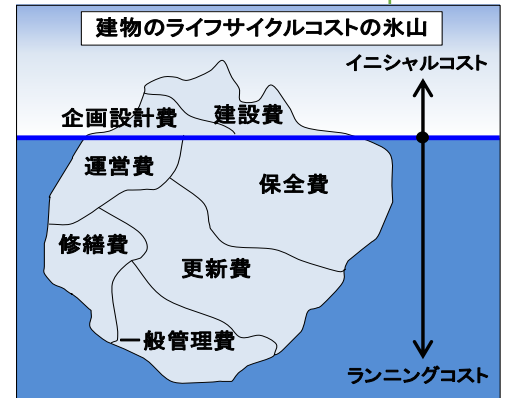 建物のライフサイクルコストの氷山
イニシャルコスト
企画設計費
建設費
運営費
保全費
修繕費
更新費
一般管理費
ランニングコスト